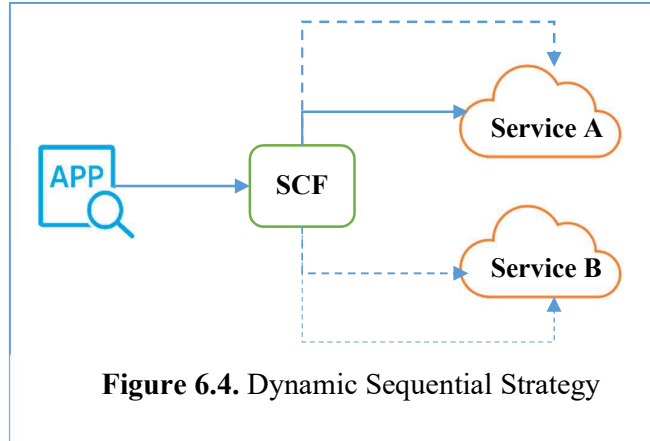 Service A
APP
SCF
Service B
Figure 6.4. Dynamic Sequential Strategy